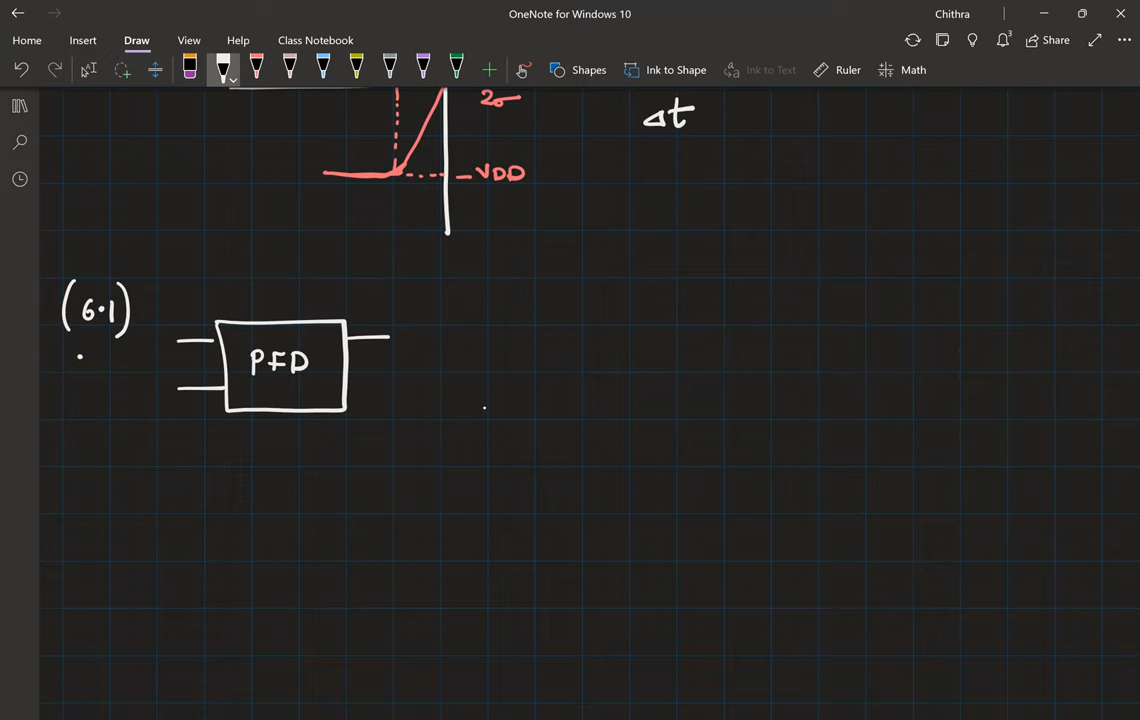 OneNote for Windows 10
Chithra
Home Insert Draw View Help Class Notebook
Share
Shapes Ink to Shape Ink to Text Ruler Math
2σ
Δt
-VDD
(6.1)
PFD